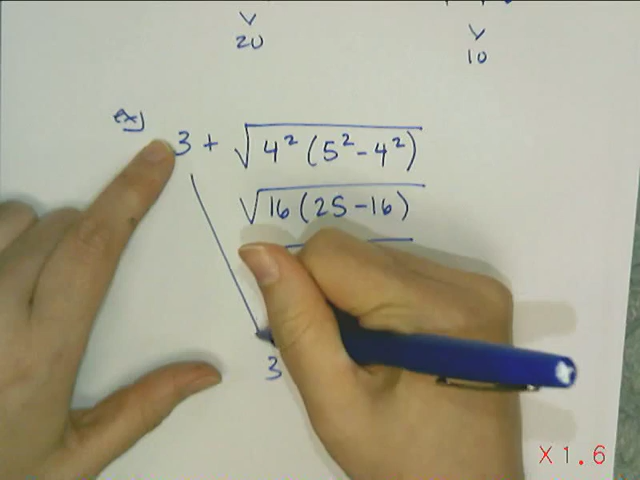 V V
20 10
ex) 3 + √4² (5² - 4²)
√16 (25 - 16)
3
X 1.6